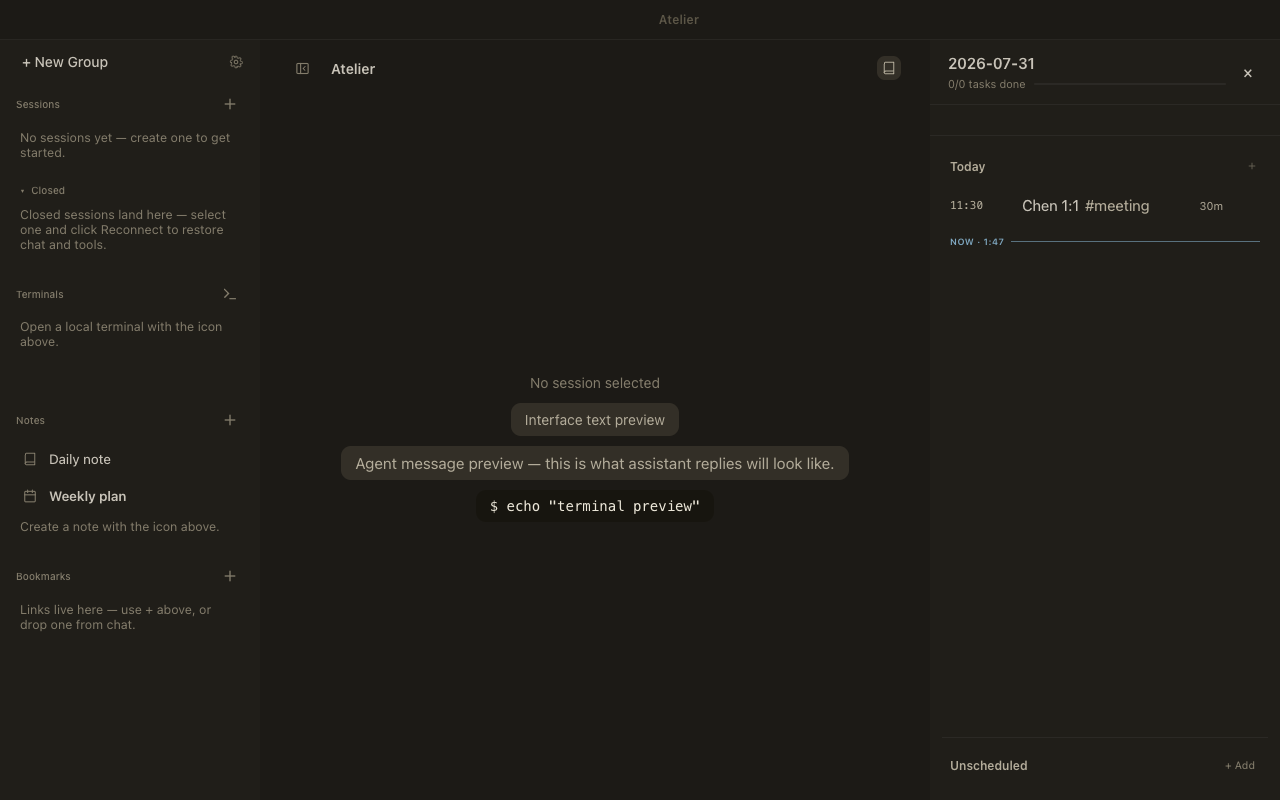 Atelier
+ New Group
Sessions
No sessions yet — create one to get
started.
Closed
Closed sessions land here — select
one and click Reconnect to restore
chat and tools.
Terminals
Open a local terminal with the icon
above.
Notes
Daily note
Weekly plan
Create a note with the icon above.
Bookmarks
Links live here — use + above, or
drop one from chat.
Atelier
No session selected
Interface text preview
Agent message preview — this is what assistant replies will look like.
$ echo "terminal preview"
2026-07-31
0/0 tasks done
Today
11:30 Chen 1:1 #meeting 30m
NOW · 1:47
Unscheduled + Add